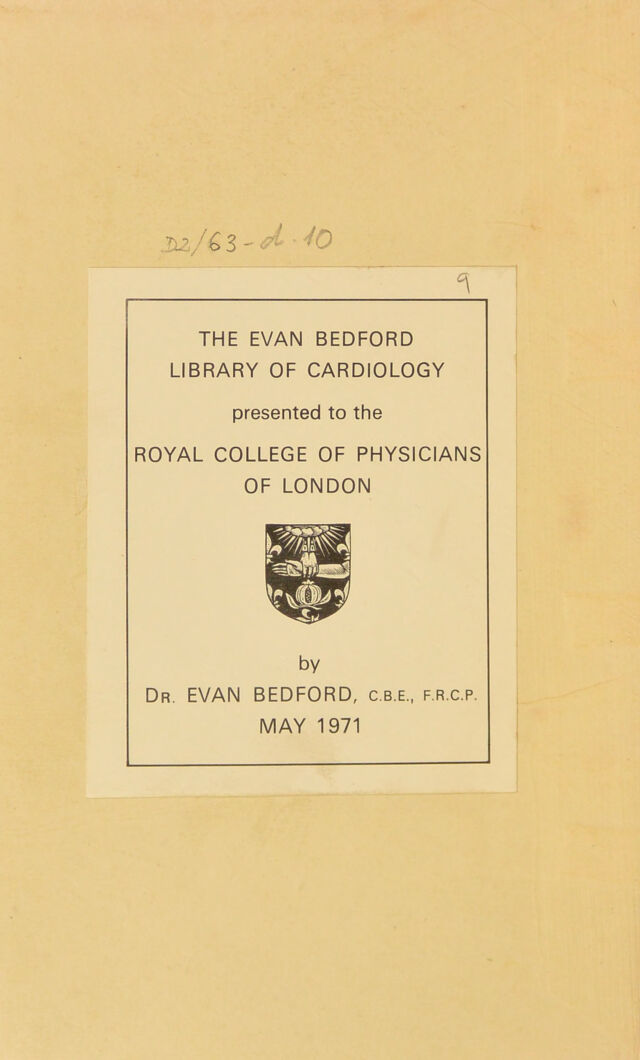 D2/63-d.10
9
THE EVAN BEDFORD
LIBRARY OF CARDIOLOGY
presented to the
ROYAL COLLEGE OF PHYSICIANS
OF LONDON
by
DR. EVAN BEDFORD, C.B.E., F.R.C.P.
MAY 1971